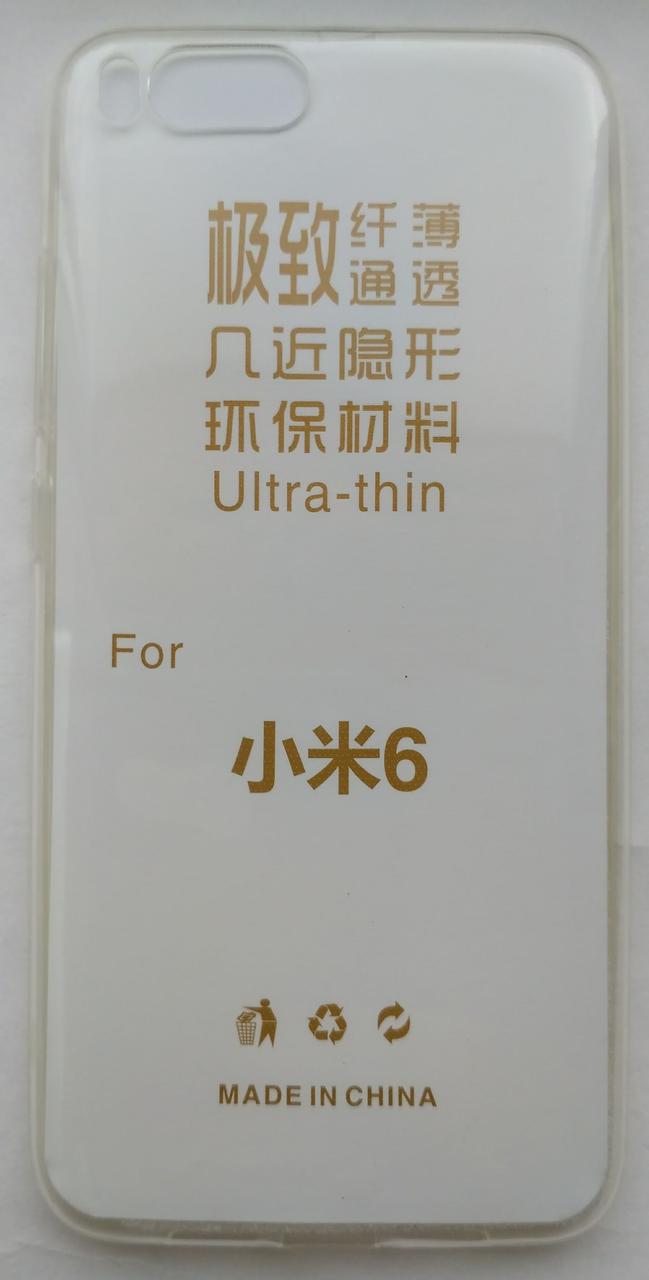 极致纤薄
通透
几近隐形
环保材料
Ultra-thin
For
小米6
MADE IN CHINA